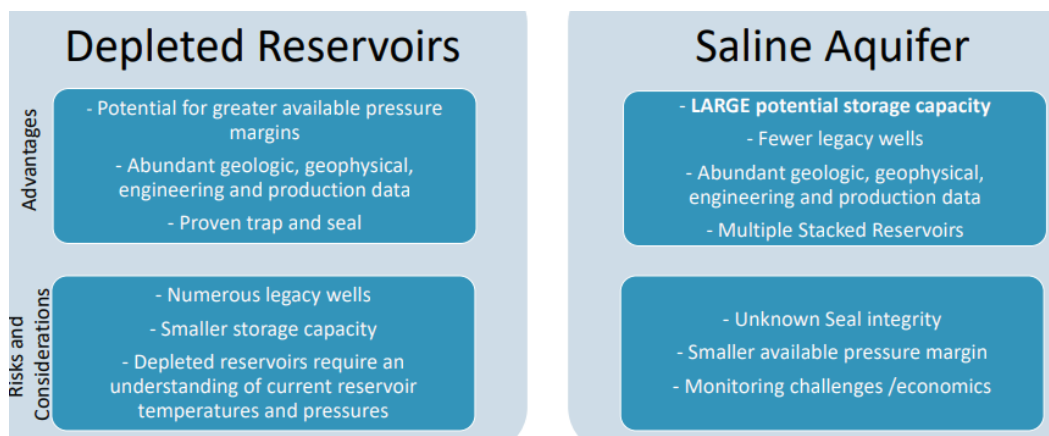 Depleted Reservoirs
Advantages
- Potential for greater available pressure
margins
- Abundant geologic, geophysical,
engineering and production data
- Proven trap and seal
Risks and
Considerations
- Numerous legacy wells
- Smaller storage capacity
- Depleted reservoirs require an
understanding of current reservoir
temperatures and pressures
Saline Aquifer
- LARGE potential storage capacity
- Fewer legacy wells
- Abundant geologic, geophysical,
engineering and production data
- Multiple Stacked Reservoirs
- Unknown Seal integrity
- Smaller available pressure margin
- Monitoring challenges /economics